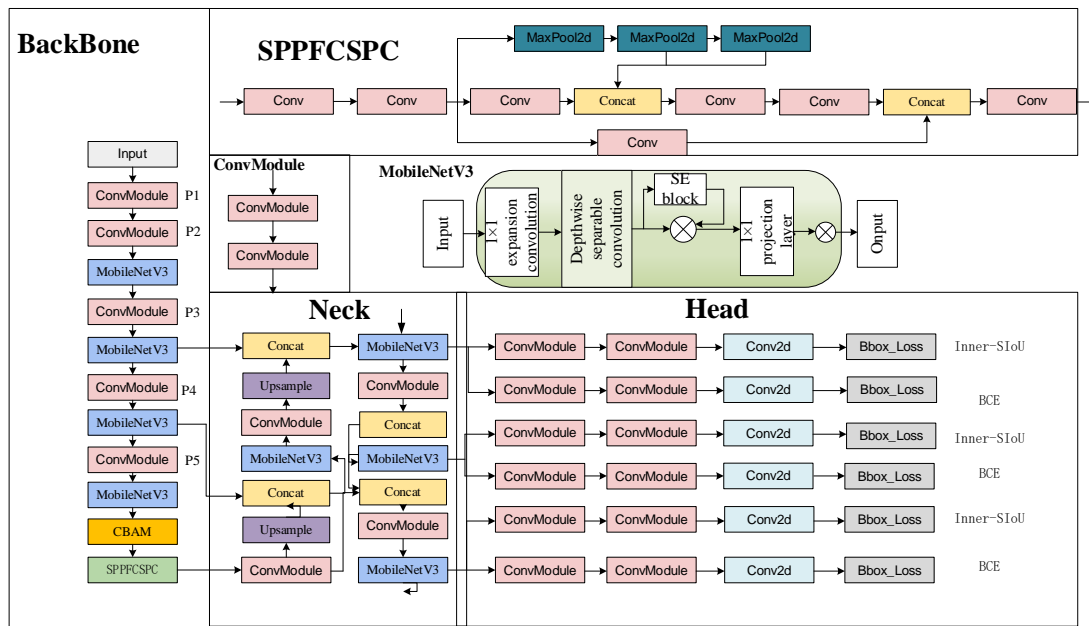 BackBone
Input
ConvModule
P1
ConvModule
P2
MobileNetV3
ConvModule
P3
MobileNetV3
ConvModule
P4
MobileNetV3
ConvModule
P5
MobileNetV3
CBAM
SPPFCSPC
SPPFCSPC
MaxPool2d
MaxPool2d
MaxPool2d
Conv
Conv
Conv
Concat
Conv
Conv
Concat
Conv
Conv
ConvModule
ConvModule
ConvModule
MobileNetV3
Input
1×1
expansion
convolution
Depthwise
separable
convolution
SE
block
1×1
projection
layer
Onput
Neck
Concat
Upsample
ConvModule
MobileNetV3
Concat
Upsample
ConvModule
MobileNetV3
ConvModule
Concat
MobileNetV3
Concat
ConvModule
MobileNetV3
Head
ConvModule
ConvModule
Conv2d
Bbox_Loss
Inner-SIoU
ConvModule
ConvModule
Conv2d
Bbox_Loss
BCE
ConvModule
ConvModule
Conv2d
Bbox_Loss
Inner-SIoU
ConvModule
ConvModule
Conv2d
Bbox_Loss
BCE
ConvModule
ConvModule
Conv2d
Bbox_Loss
Inner-SIoU
ConvModule
ConvModule
Conv2d
Bbox_Loss
BCE